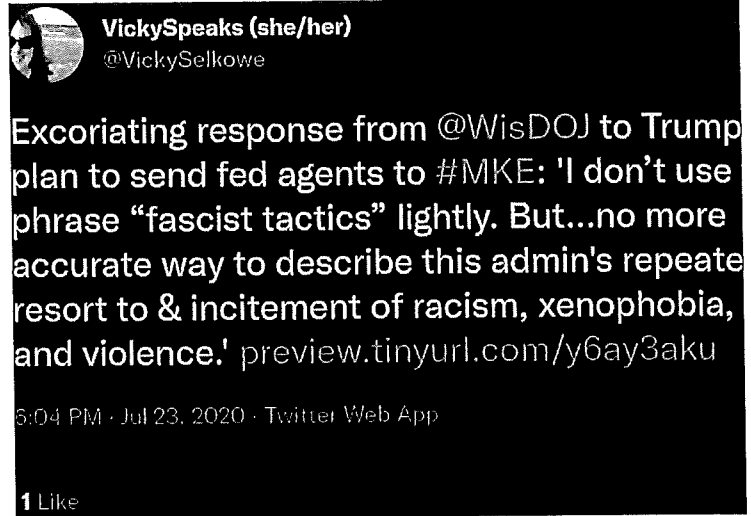 VickySpeaks (she/her)
@VickySelkowe
Excoriating response from @WisDOJ to Trump
plan to send fed agents to #MKE: 'I don’t use
phrase “fascist tactics” lightly. But...no more
accurate way to describe this admin's repeate
resort to & incitement of racism, xenophobia,
and violence.' preview.tinyurl.com/y6ay3aku
6:04 PM · Jul 23, 2020 · Twitter Web App
1 Like